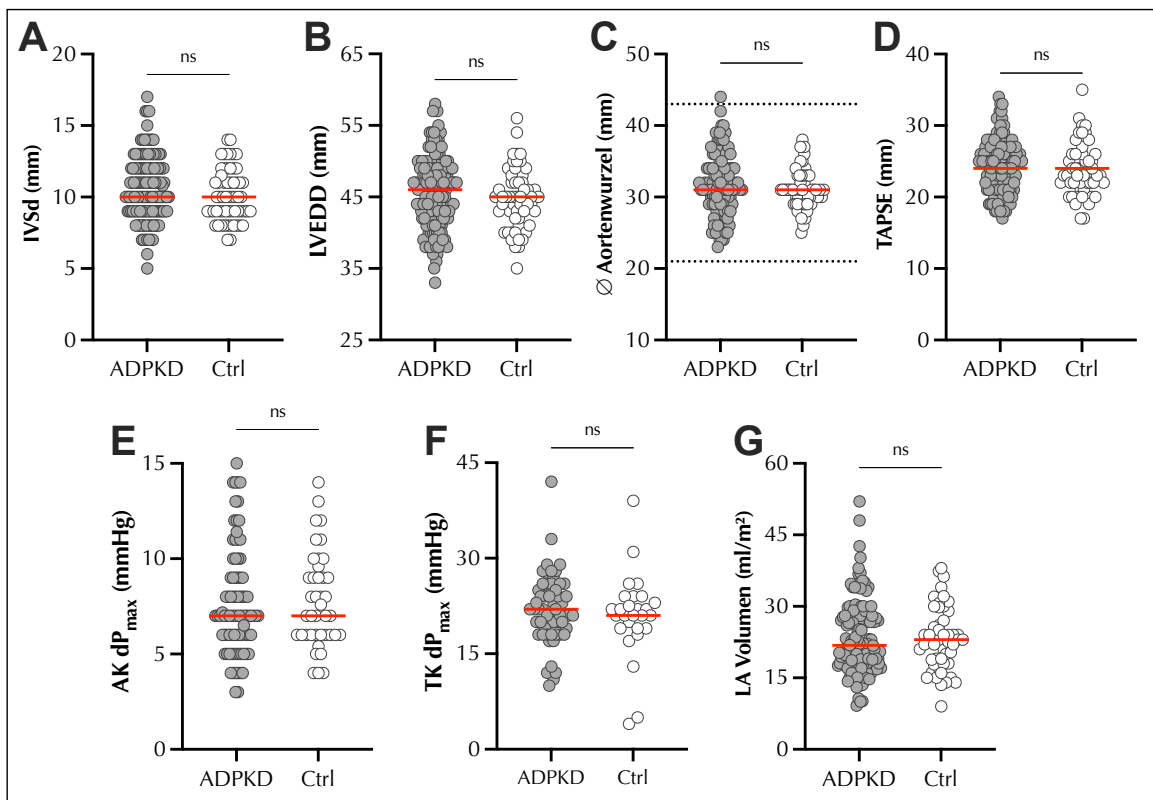 A
IVSd (mm)
20
15
10
5
0
ns
ADPKD Ctrl
B
LVEDD (mm)
65
55
45
35
25
ns
ADPKD Ctrl
C
∅ Aortenwurzel (mm)
50
40
30
20
10
ns
ADPKD Ctrl
D
TAPSE (mm)
40
30
20
10
0
ns
ADPKD Ctrl
E
AK dPmax (mmHg)
15
10
5
0
ns
ADPKD Ctrl
F
TK dPmax (mmHg)
45
30
15
0
ns
ADPKD Ctrl
G
LA Volumen (ml/m²)
60
45
30
15
0
ns
ADPKD Ctrl